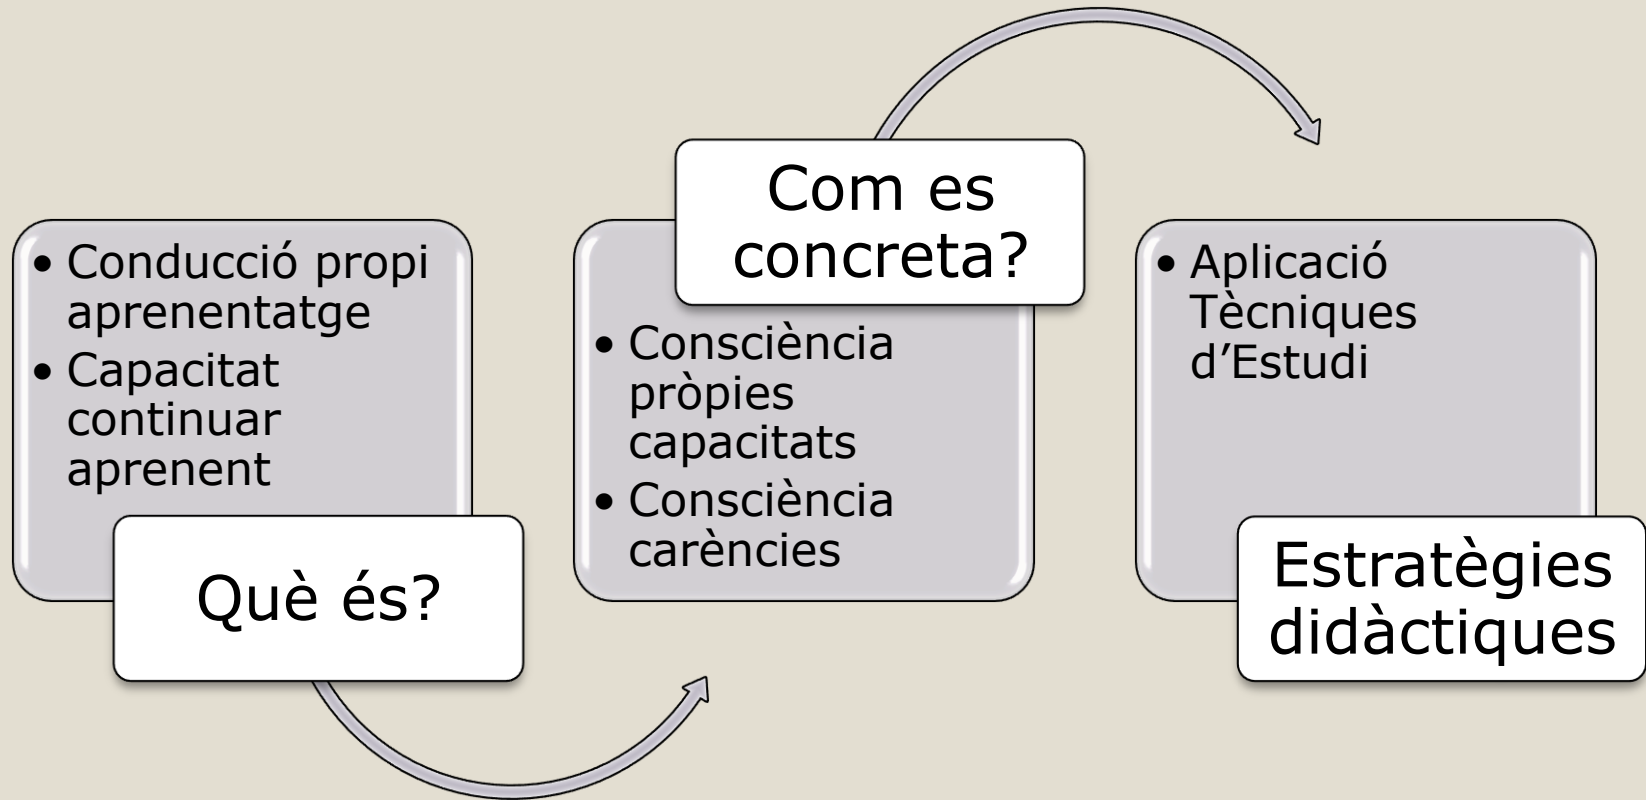 • Conducció propi
aprenentatge
• Capacitat
continuar
aprenent
Què és?
Com es
concreta?
• Consciència
pròpies
capacitats
• Consciència
carències
• Aplicació
Tècniques
d’Estudi
Estratègies
didàctiques